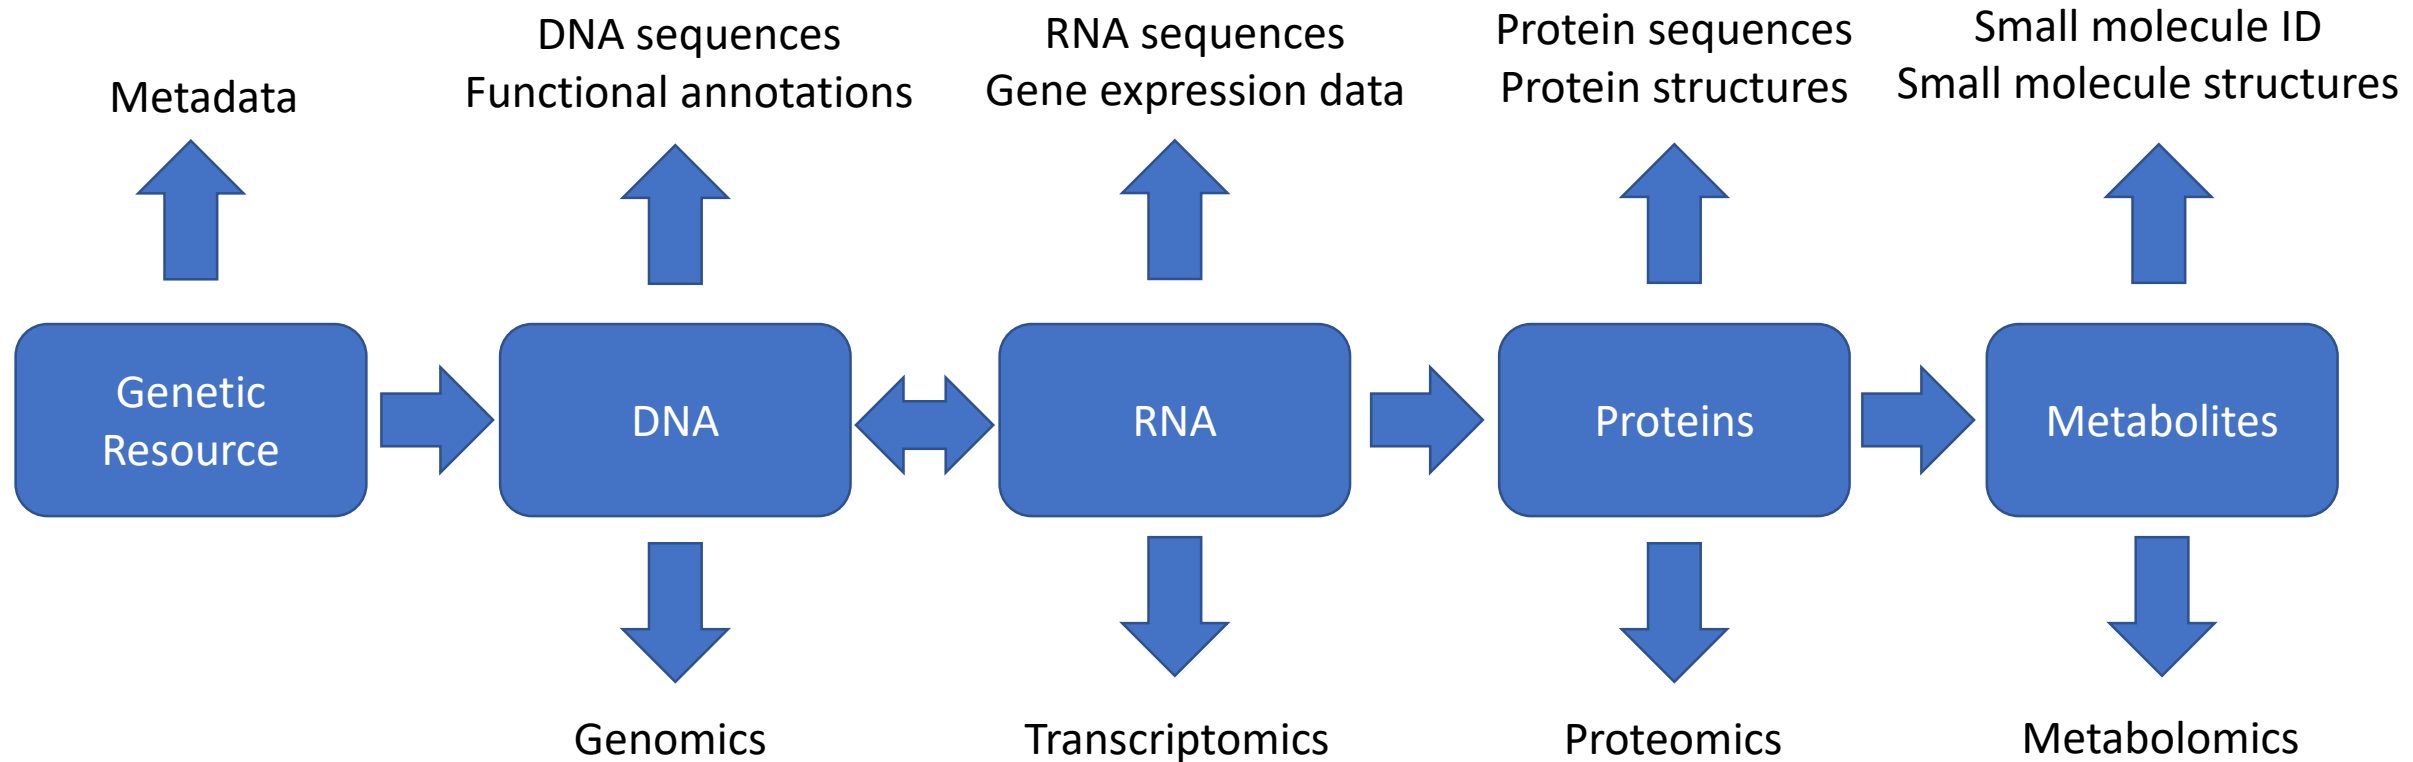 Metadata
DNA sequences
Functional annotations
RNA sequences
Gene expression data
Protein sequences
Protein structures
Small molecule ID
Small molecule structures
Genetic
Resource
DNA
RNA
Proteins
Metabolites
Genomics
Transcriptomics
Proteomics
Metabolomics